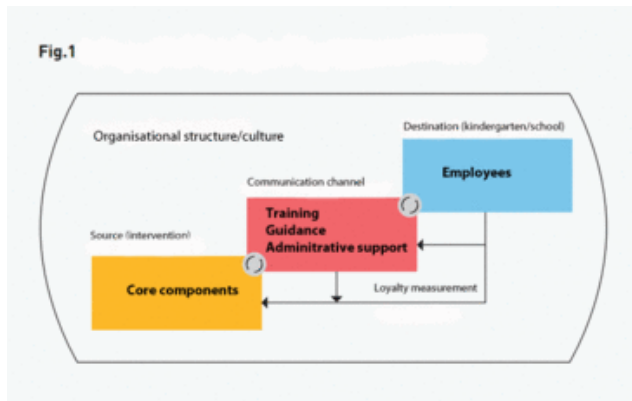 Fig.1
Organisational structure/culture
Destination (kindergarten/school)
Employees
Communication channel
Training
Guidance
Adminitrative support
Source (intervention)
Core components
Loyalty measurement